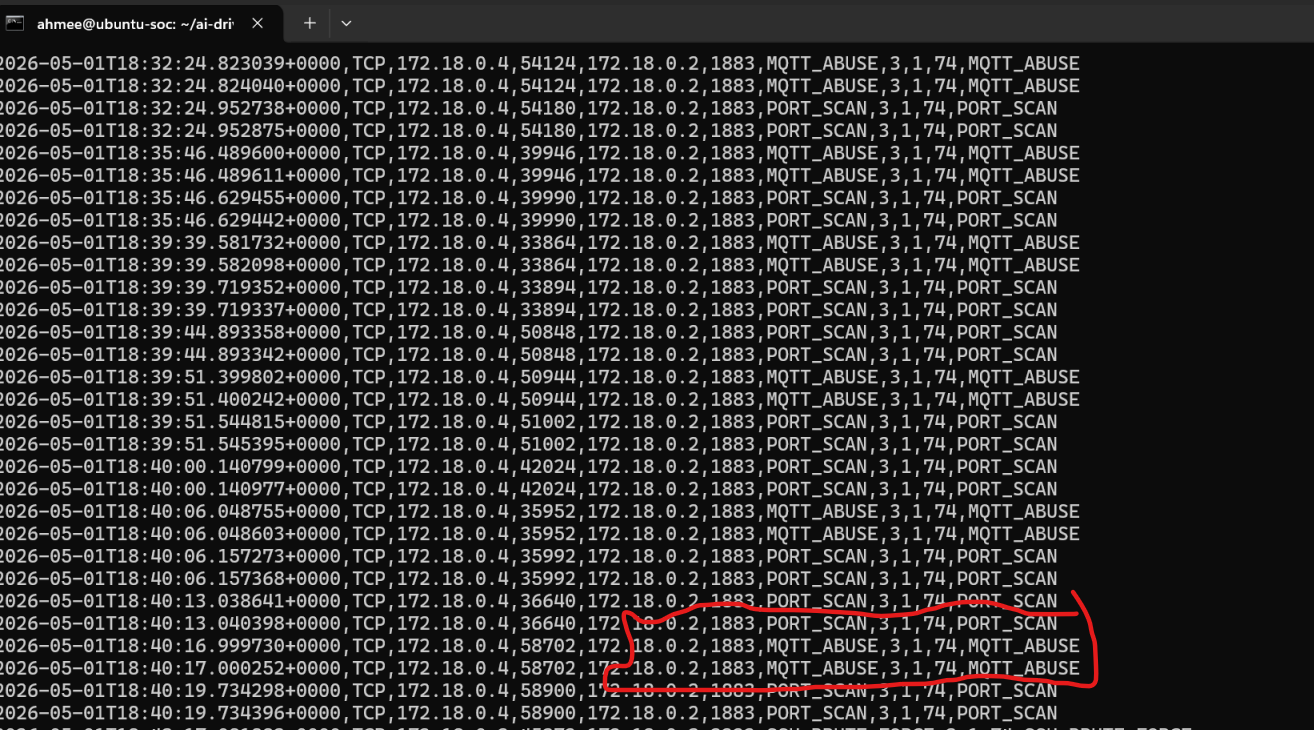 ahmee@ubuntu-soc: ~/ai-dri
2026-05-01T18:32:24.823039+0000,TCP,172.18.0.4,54124,172.18.0.2,1883,MQTT_ABUSE,3,1,74,MQTT_ABUSE
2026-05-01T18:32:24.824040+0000,TCP,172.18.0.4,54124,172.18.0.2,1883,MQTT_ABUSE,3,1,74,MQTT_ABUSE
2026-05-01T18:32:24.952738+0000,TCP,172.18.0.4,54180,172.18.0.2,1883,PORT_SCAN,3,1,74,PORT_SCAN
2026-05-01T18:32:24.952875+0000,TCP,172.18.0.4,54180,172.18.0.2,1883,PORT_SCAN,3,1,74,PORT_SCAN
2026-05-01T18:35:46.489600+0000,TCP,172.18.0.4,39946,172.18.0.2,1883,MQTT_ABUSE,3,1,74,MQTT_ABUSE
2026-05-01T18:35:46.489611+0000,TCP,172.18.0.4,39946,172.18.0.2,1883,MQTT_ABUSE,3,1,74,MQTT_ABUSE
2026-05-01T18:35:46.629455+0000,TCP,172.18.0.4,39990,172.18.0.2,1883,PORT_SCAN,3,1,74,PORT_SCAN
2026-05-01T18:35:46.629442+0000,TCP,172.18.0.4,39990,172.18.0.2,1883,PORT_SCAN,3,1,74,PORT_SCAN
2026-05-01T18:39:39.581732+0000,TCP,172.18.0.4,33864,172.18.0.2,1883,MQTT_ABUSE,3,1,74,MQTT_ABUSE
2026-05-01T18:39:39.582098+0000,TCP,172.18.0.4,33864,172.18.0.2,1883,MQTT_ABUSE,3,1,74,MQTT_ABUSE
2026-05-01T18:39:39.719352+0000,TCP,172.18.0.4,33894,172.18.0.2,1883,PORT_SCAN,3,1,74,PORT_SCAN
2026-05-01T18:39:39.719337+0000,TCP,172.18.0.4,33894,172.18.0.2,1883,PORT_SCAN,3,1,74,PORT_SCAN
2026-05-01T18:39:44.893358+0000,TCP,172.18.0.4,50848,172.18.0.2,1883,PORT_SCAN,3,1,74,PORT_SCAN
2026-05-01T18:39:44.893342+0000,TCP,172.18.0.4,50848,172.18.0.2,1883,PORT_SCAN,3,1,74,PORT_SCAN
2026-05-01T18:39:51.399802+0000,TCP,172.18.0.4,50944,172.18.0.2,1883,MQTT_ABUSE,3,1,74,MQTT_ABUSE
2026-05-01T18:39:51.400242+0000,TCP,172.18.0.4,50944,172.18.0.2,1883,MQTT_ABUSE,3,1,74,MQTT_ABUSE
2026-05-01T18:39:51.544815+0000,TCP,172.18.0.4,51002,172.18.0.2,1883,PORT_SCAN,3,1,74,PORT_SCAN
2026-05-01T18:39:51.545395+0000,TCP,172.18.0.4,51002,172.18.0.2,1883,PORT_SCAN,3,1,74,PORT_SCAN
2026-05-01T18:40:00.140799+0000,TCP,172.18.0.4,42024,172.18.0.2,1883,PORT_SCAN,3,1,74,PORT_SCAN
2026-05-01T18:40:00.140977+0000,TCP,172.18.0.4,42024,172.18.0.2,1883,PORT_SCAN,3,1,74,PORT_SCAN
2026-05-01T18:40:06.048755+0000,TCP,172.18.0.4,35952,172.18.0.2,1883,MQTT_ABUSE,3,1,74,MQTT_ABUSE
2026-05-01T18:40:06.048603+0000,TCP,172.18.0.4,35952,172.18.0.2,1883,MQTT_ABUSE,3,1,74,MQTT_ABUSE
2026-05-01T18:40:06.157273+0000,TCP,172.18.0.4,35992,172.18.0.2,1883,PORT_SCAN,3,1,74,PORT_SCAN
2026-05-01T18:40:06.157368+0000,TCP,172.18.0.4,35992,172.18.0.2,1883,PORT_SCAN,3,1,74,PORT_SCAN
2026-05-01T18:40:13.038641+0000,TCP,172.18.0.4,36640,172.18.0.2,1883,PORT_SCAN,3,1,74,PORT_SCAN
2026-05-01T18:40:13.040398+0000,TCP,172.18.0.4,36640,172.18.0.2,1883,PORT_SCAN,3,1,74,PORT_SCAN
2026-05-01T18:40:16.999730+0000,TCP,172.18.0.4,58702,172.18.0.2,1883,MQTT_ABUSE,3,1,74,MQTT_ABUSE
2026-05-01T18:40:17.000252+0000,TCP,172.18.0.4,58702,172.18.0.2,1883,MQTT_ABUSE,3,1,74,MQTT_ABUSE
2026-05-01T18:40:19.734298+0000,TCP,172.18.0.4,58900,172.18.0.2,1883,PORT_SCAN,3,1,74,PORT_SCAN
2026-05-01T18:40:19.734396+0000,TCP,172.18.0.4,58900,172.18.0.2,1883,PORT_SCAN,3,1,74,PORT_SCAN